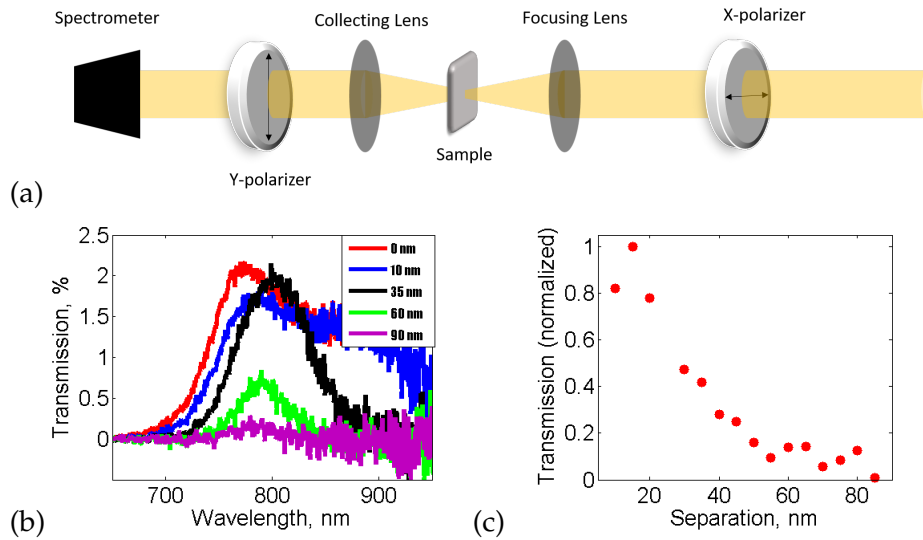 Spectrometer
Collecting Lens
Focusing Lens
X-polarizer
Sample
Y-polarizer
(a)
2.5
2
1.5
1
0.5
0
Transmission, %
0 nm
10 nm
35 nm
60 nm
90 nm
700
800
900
Wavelength, nm
(b)
1
0.8
0.6
0.4
0.2
0
Transmission (normalized)
20
40
60
80
Separation, nm
(c)